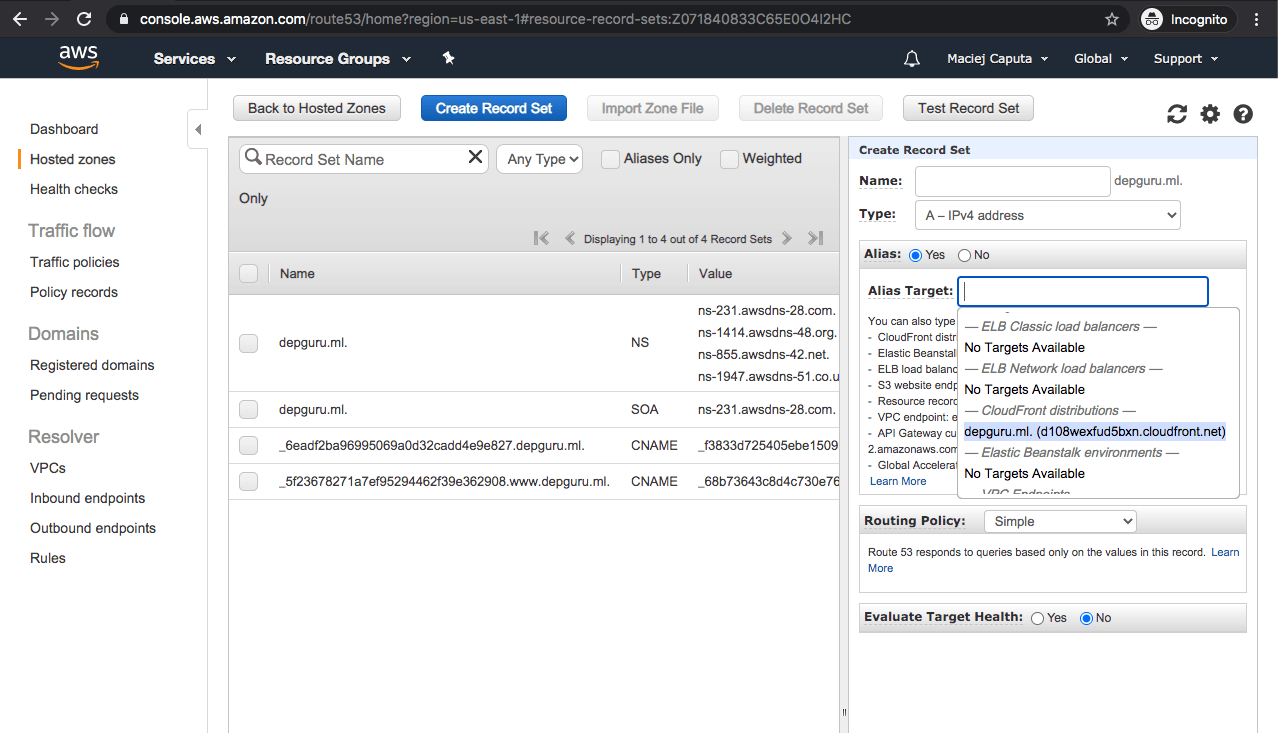 console.aws.amazon.com/route53/home?region=us-east-1#resource-record-sets:Z071840833C65E0O4I2HC
Incognito
aws
Services
Resource Groups
Maciej Caputa
Global
Support
Dashboard
Hosted zones
Health checks
Traffic flow
Traffic policies
Policy records
Domains
Registered domains
Pending requests
Resolver
VPCs
Inbound endpoints
Outbound endpoints
Rules
Back to Hosted Zones
Create Record Set
Import Zone File
Delete Record Set
Test Record Set
Record Set Name
Any Type
Aliases Only
Weighted
Only
Displaying 1 to 4 out of 4 Record Sets
Name Type Value
depguru.ml. NS
ns-231.awsdns-28.com.
ns-1414.awsdns-48.org.
ns-855.awsdns-42.net.
ns-1947.awsdns-51.co.u
depguru.ml. SOA ns-231.awsdns-28.com.
_6eadf2ba96995069a0d32cadd4e9e827.depguru.ml. CNAME _f3833d725405ebe1509
_5f23678271a7ef95294462f39e362908.www.depguru.ml. CNAME _68b73643c8d4c730e76
Create Record Set
Name: depguru.ml.
Type: A – IPv4 address
Alias: Yes No
Alias Target:
You can also type
- CloudFront distr
- Elastic Beanstal
- ELB load balanc
- S3 website endp
- Resource record
- VPC endpoint: e
- API Gateway cu
2.amazonaws.com
- Global Accelerat
Learn More
— ELB Classic load balancers —
No Targets Available
— ELB Network load balancers —
No Targets Available
— CloudFront distributions —
depguru.ml. (d108wexfud5bxn.cloudfront.net)
— Elastic Beanstalk environments —
No Targets Available
— VPC Endpoints
Routing Policy: Simple
Route 53 responds to queries based only on the values in this record. Learn
More
Evaluate Target Health: Yes No